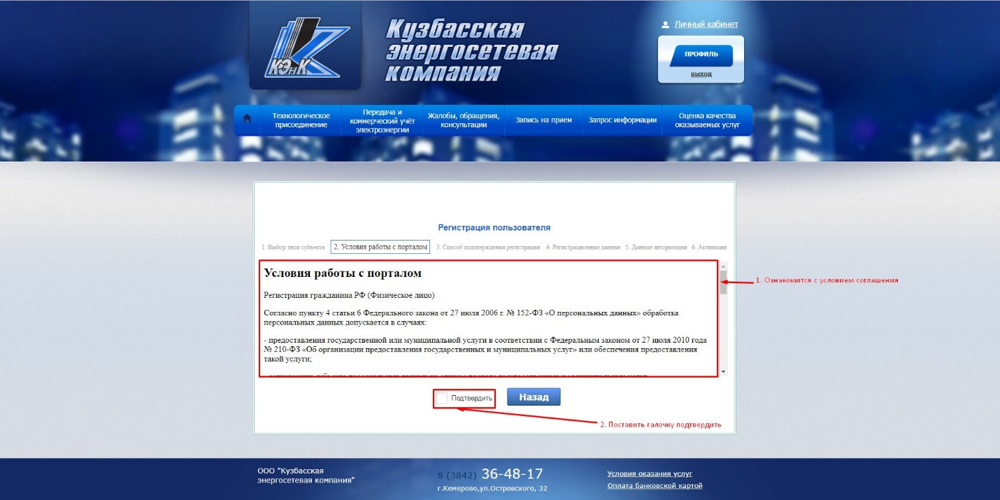 КЭнК
Кузбасская
энергосетевая
компания
Личный кабинет
ПРОФИЛЬ
выход
Технологическое
присоединение
Передача и
коммерческий учёт
электроэнергии
Жалобы, обращения,
консультации
Запись на прием
Запрос информации
Оценка качества
оказываемых услуг
Регистрация пользователя
1. Выбор типа субъекта 2. Условия работы с порталом 3. Способ подтверждения регистрации 4. Регистрационные данные 5. Данные авторизации 6. Активация
Условия работы с порталом
Регистрация гражданина РФ (Физическое лицо)
Согласно пункту 4 статьи 6 Федерального закона от 27 июля 2006 г. № 152-ФЗ «О персональных данных» обработка
персональных данных допускается в случаях:
- предоставления государственной или муниципальной услуги в соответствии с Федеральным законом от 27 июля 2010 года
№ 210-ФЗ «Об организации предоставления государственных и муниципальных услуг» или обеспечения предоставления
такой услуги;
1. Ознакомится с условием соглашения
Подтвердить
Назад
2. Поставить галочку подтвердить
ООО "Кузбасская
энергосетевая компания"
8 (3842) 36-48-17
г.Кемерово,ул.Островского, 32
Условия оказания услуг
Оплата банковской картой